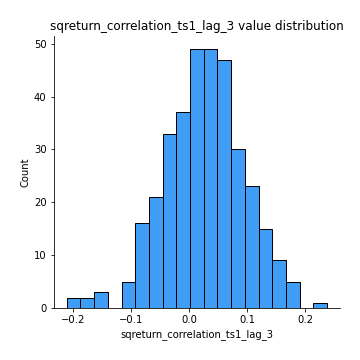 sqreturn_correlation_ts1_lag_3 value distribution
50
40
30
20
10
0
Count
−0.2 −0.1 0.0 0.1 0.2
sqreturn_correlation_ts1_lag_3